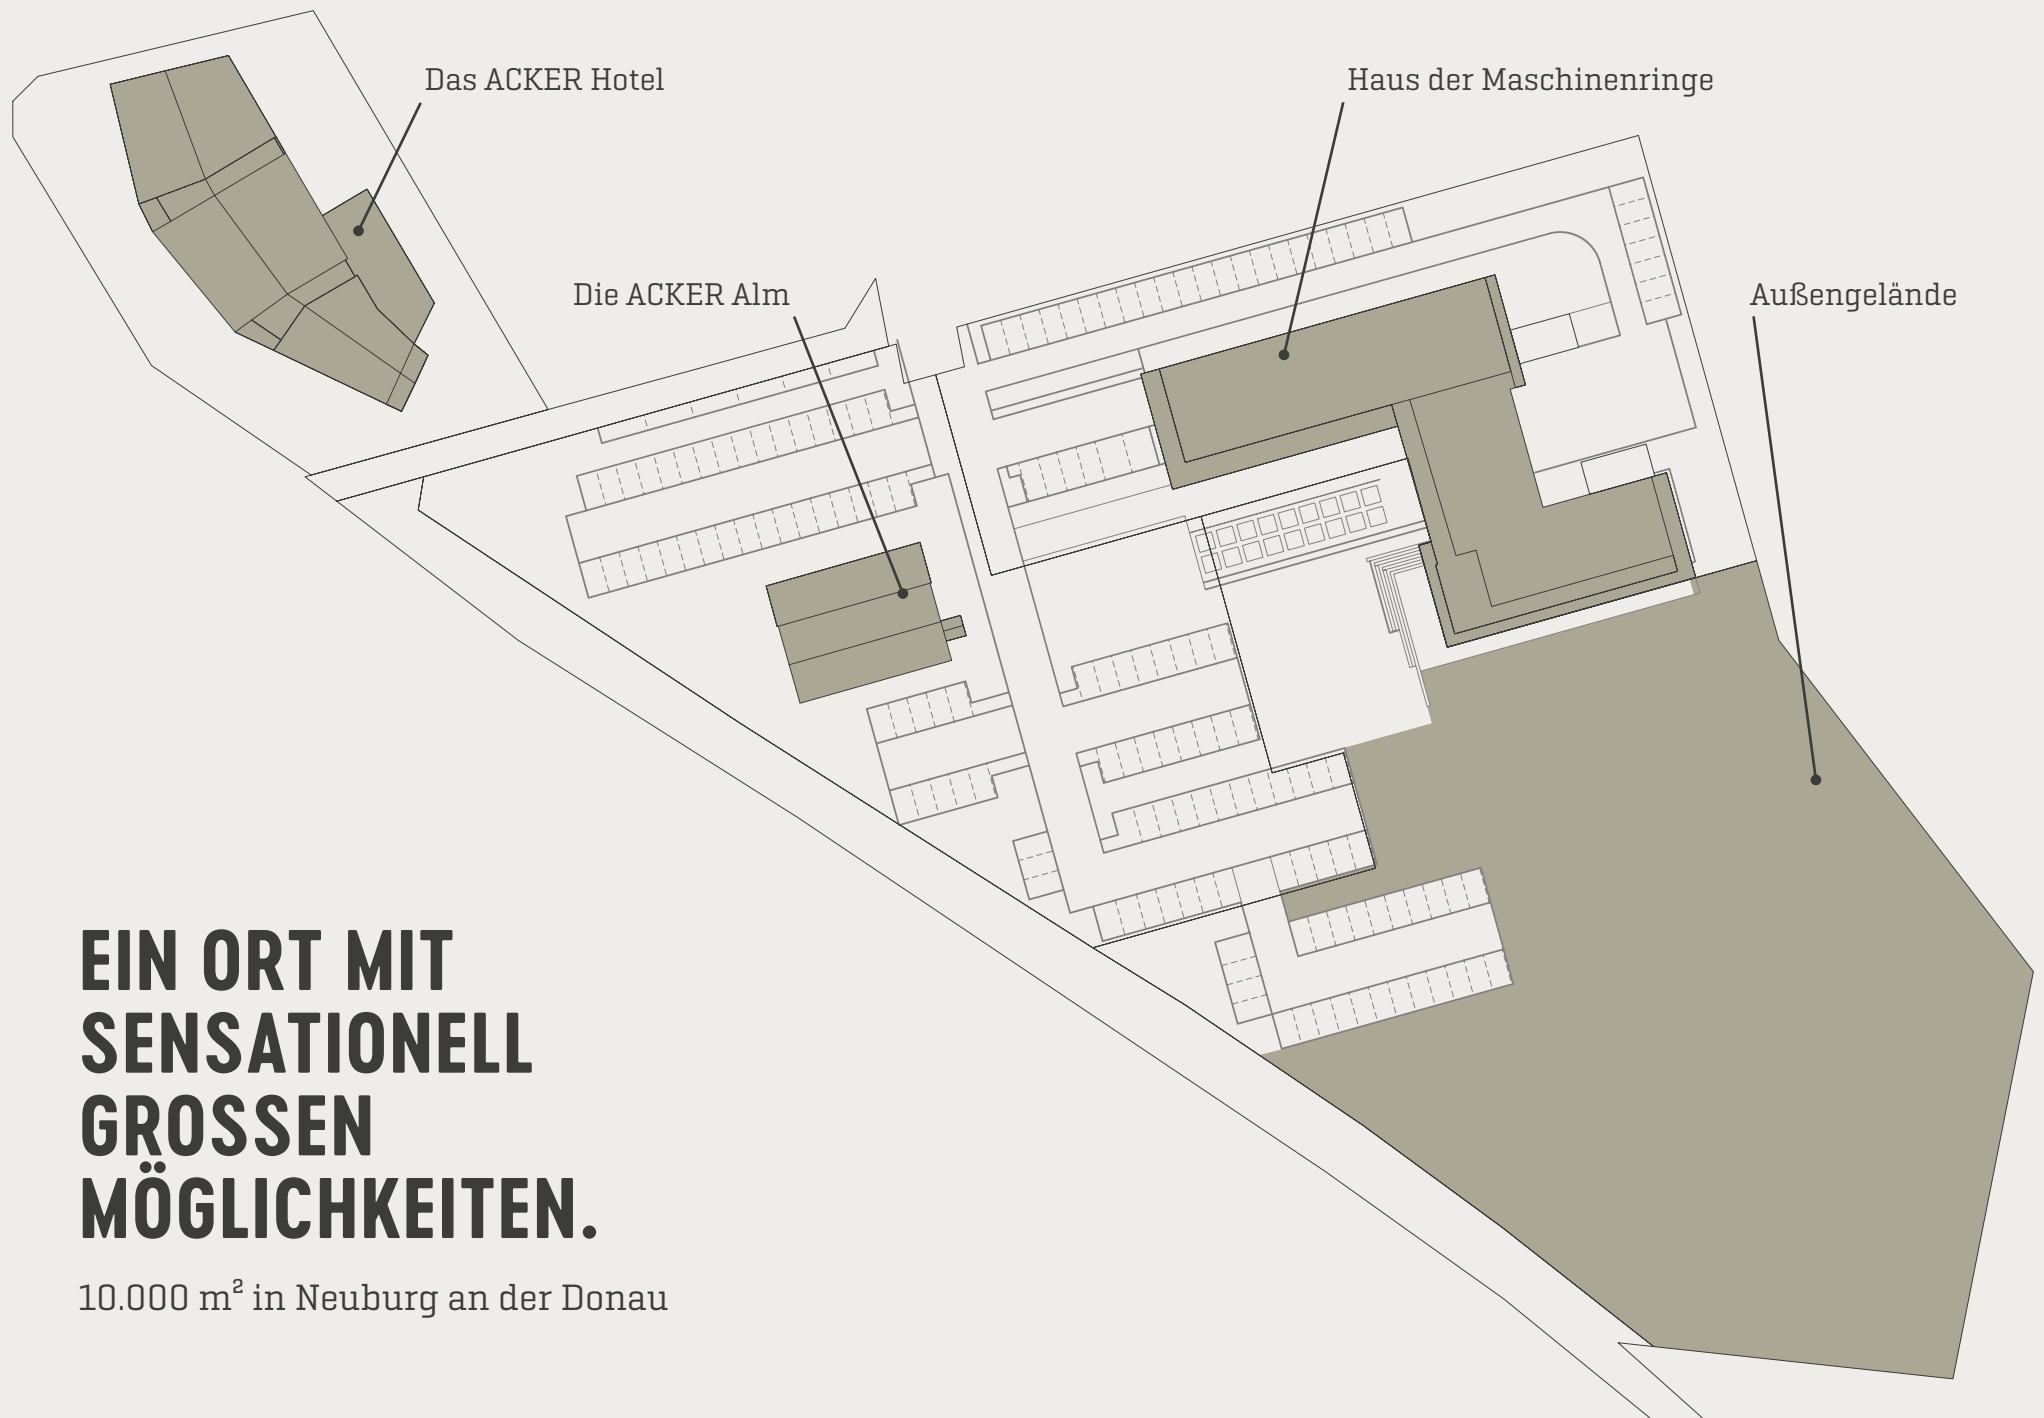 Das ACKER Hotel
Haus der Maschinenringe
Die ACKER Alm
Außengelände
EIN ORT MIT
SENSATIONELL
GROSSEN
MÖGLICHKEITEN.
10.000 m² in Neuburg an der Donau